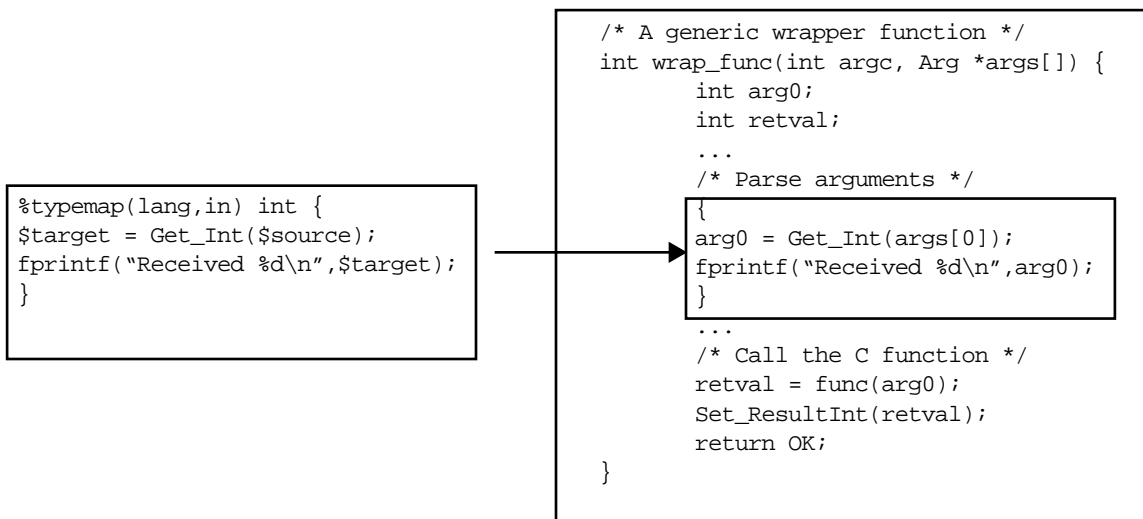 %typemap(lang,in) int {
$target = Get_Int($source);
fprintf(“Received %d\n”,$target);
}
/* A generic wrapper function */
int wrap_func(int argc, Arg *args[]) {
int arg0;
int retval;
...
/* Parse arguments */
{
arg0 = Get_Int(args[0]);
fprintf(“Received %d\n”,arg0);
}
...
/* Call the C function */
retval = func(arg0);
Set_ResultInt(retval);
return OK;
}